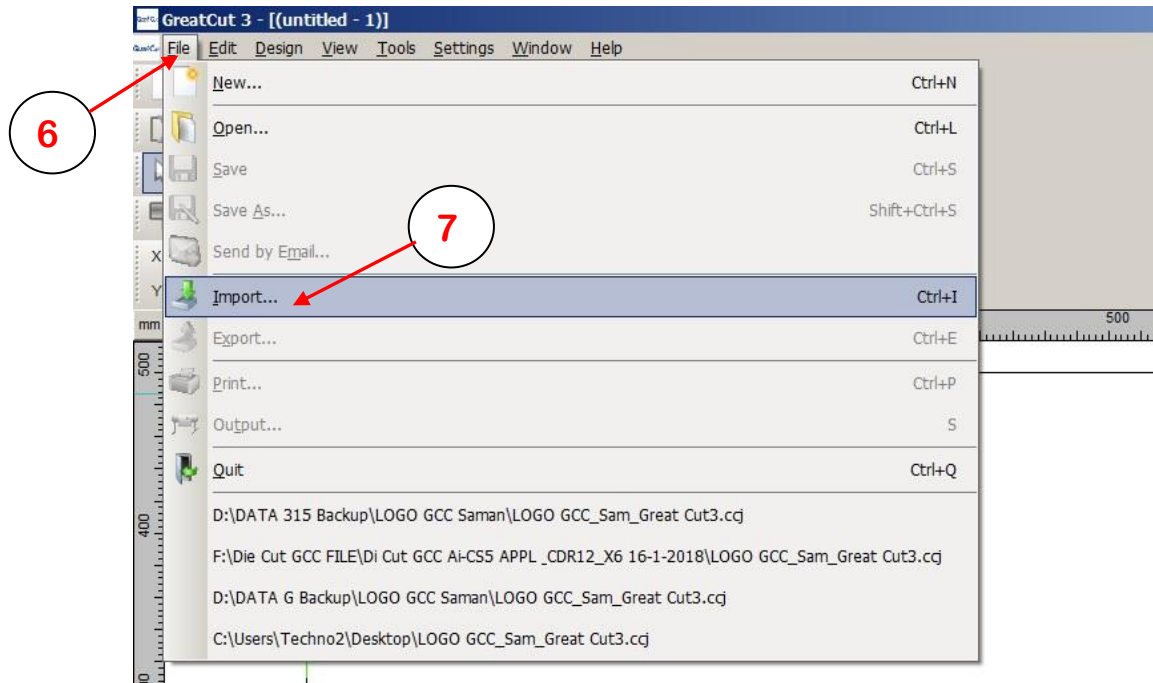 GreatCut 3 - [(untitled - 1)]
File Edit Design View Tools Settings Window Help
6
New... Ctrl+N
Open... Ctrl+L
Save Ctrl+S
Save As... Shift+Ctrl+S
7
Send by Email...
X
Import... Ctrl+I
Y
mm 500
Export... Ctrl+E
500
Print... Ctrl+P
Output... S
Quit Ctrl+Q
D:\DATA 315 Backup\LOGO GCC Saman\LOGO GCC_Sam_Great Cut3.ccj
400
F:\Die Cut GCC FILE\Di Cut GCC Ai-CS5 APPL _CDR12_X6 16-1-2018\LOGO GCC_Sam_Great Cut3.ccj
D:\DATA G Backup\LOGO GCC Saman\LOGO GCC_Sam_Great Cut3.ccj
C:\Users\Techno2\Desktop\LOGO GCC_Sam_Great Cut3.ccj